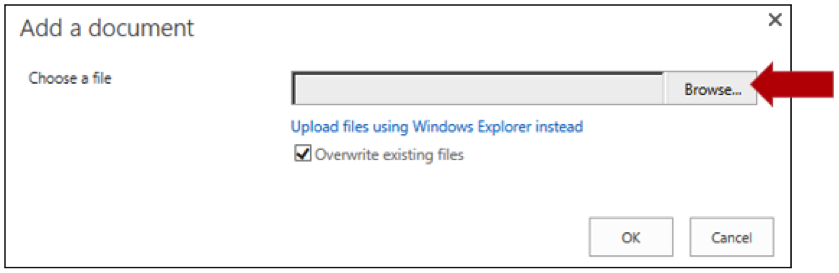 Add a document
Choose a file
Browse...
Upload files using Windows Explorer instead
Overwrite existing files
OK Cancel